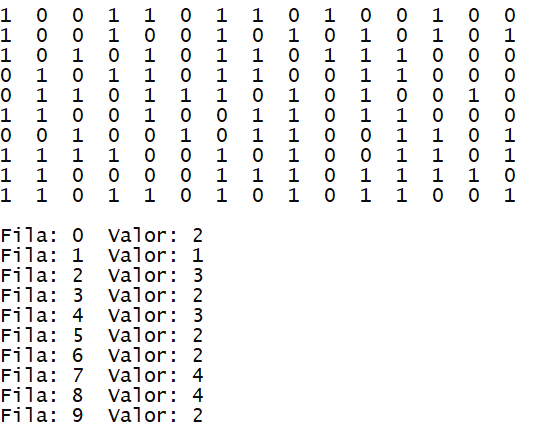 1 0 0 1 1 0 1 1 0 1 0 0 1 0 0
1 0 0 1 0 0 1 0 1 0 1 0 1 0 1
1 0 1 0 1 0 1 1 0 1 1 1 0 0 0
0 1 0 1 1 0 1 1 0 0 1 1 0 0 0
0 1 1 0 1 1 1 0 1 0 1 0 0 1 0
1 1 0 0 1 0 0 1 1 0 1 1 0 0 0
0 0 1 0 0 1 0 1 1 0 0 1 1 0 1
1 1 1 1 0 0 1 0 1 0 0 1 1 0 1
1 1 0 0 0 0 1 1 1 0 1 1 1 1 0
1 1 0 1 1 0 1 0 1 0 1 1 0 0 1
Fila: 0 Valor: 2
Fila: 1 Valor: 1
Fila: 2 Valor: 3
Fila: 3 Valor: 2
Fila: 4 Valor: 3
Fila: 5 Valor: 2
Fila: 6 Valor: 2
Fila: 7 Valor: 4
Fila: 8 Valor: 4
Fila: 9 Valor: 2